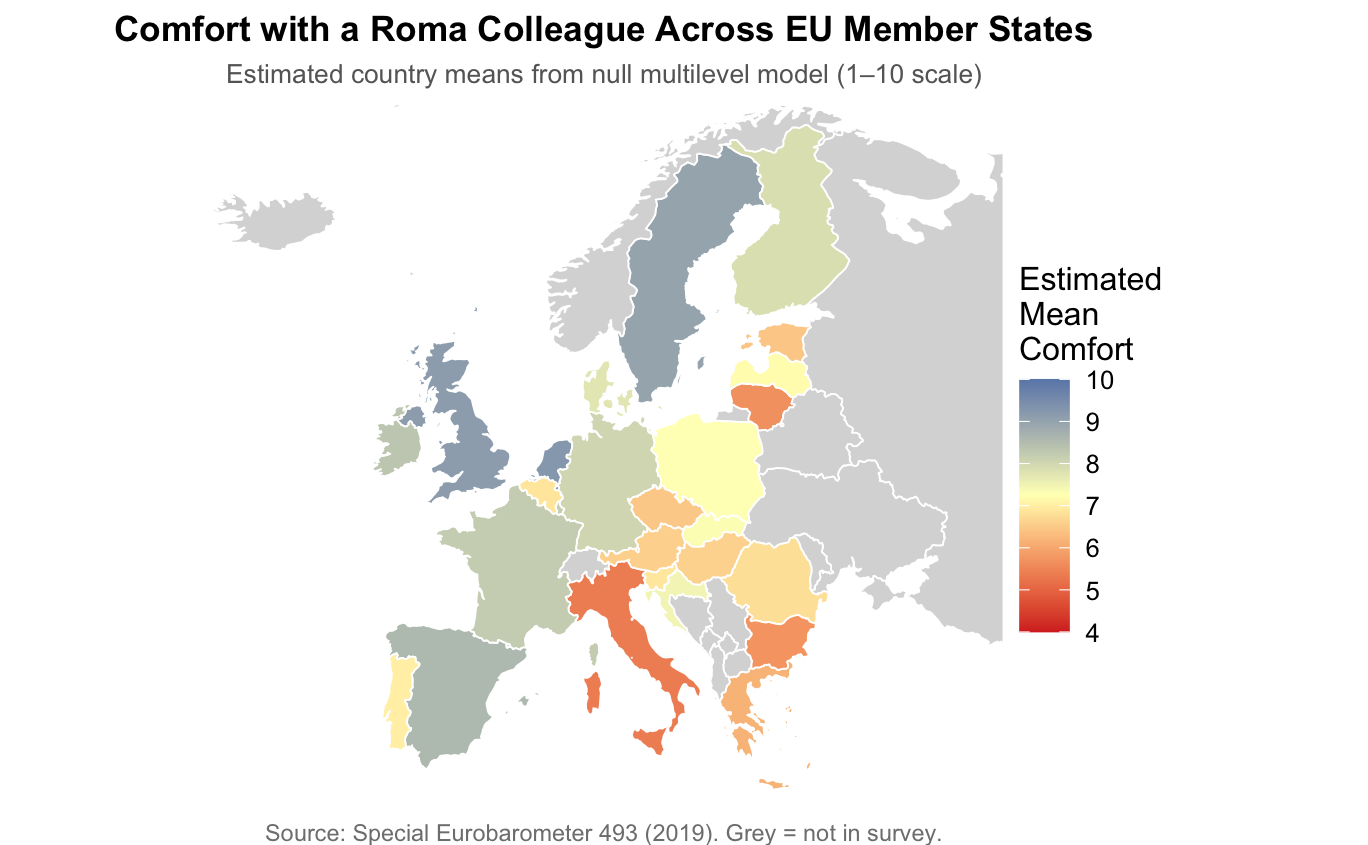 Comfort with a Roma Colleague Across EU Member States
Estimated country means from null multilevel model (1–10 scale)
Estimated
Mean
Comfort
10
9
8
7
6
5
4
Source: Special Eurobarometer 493 (2019). Grey = not in survey.